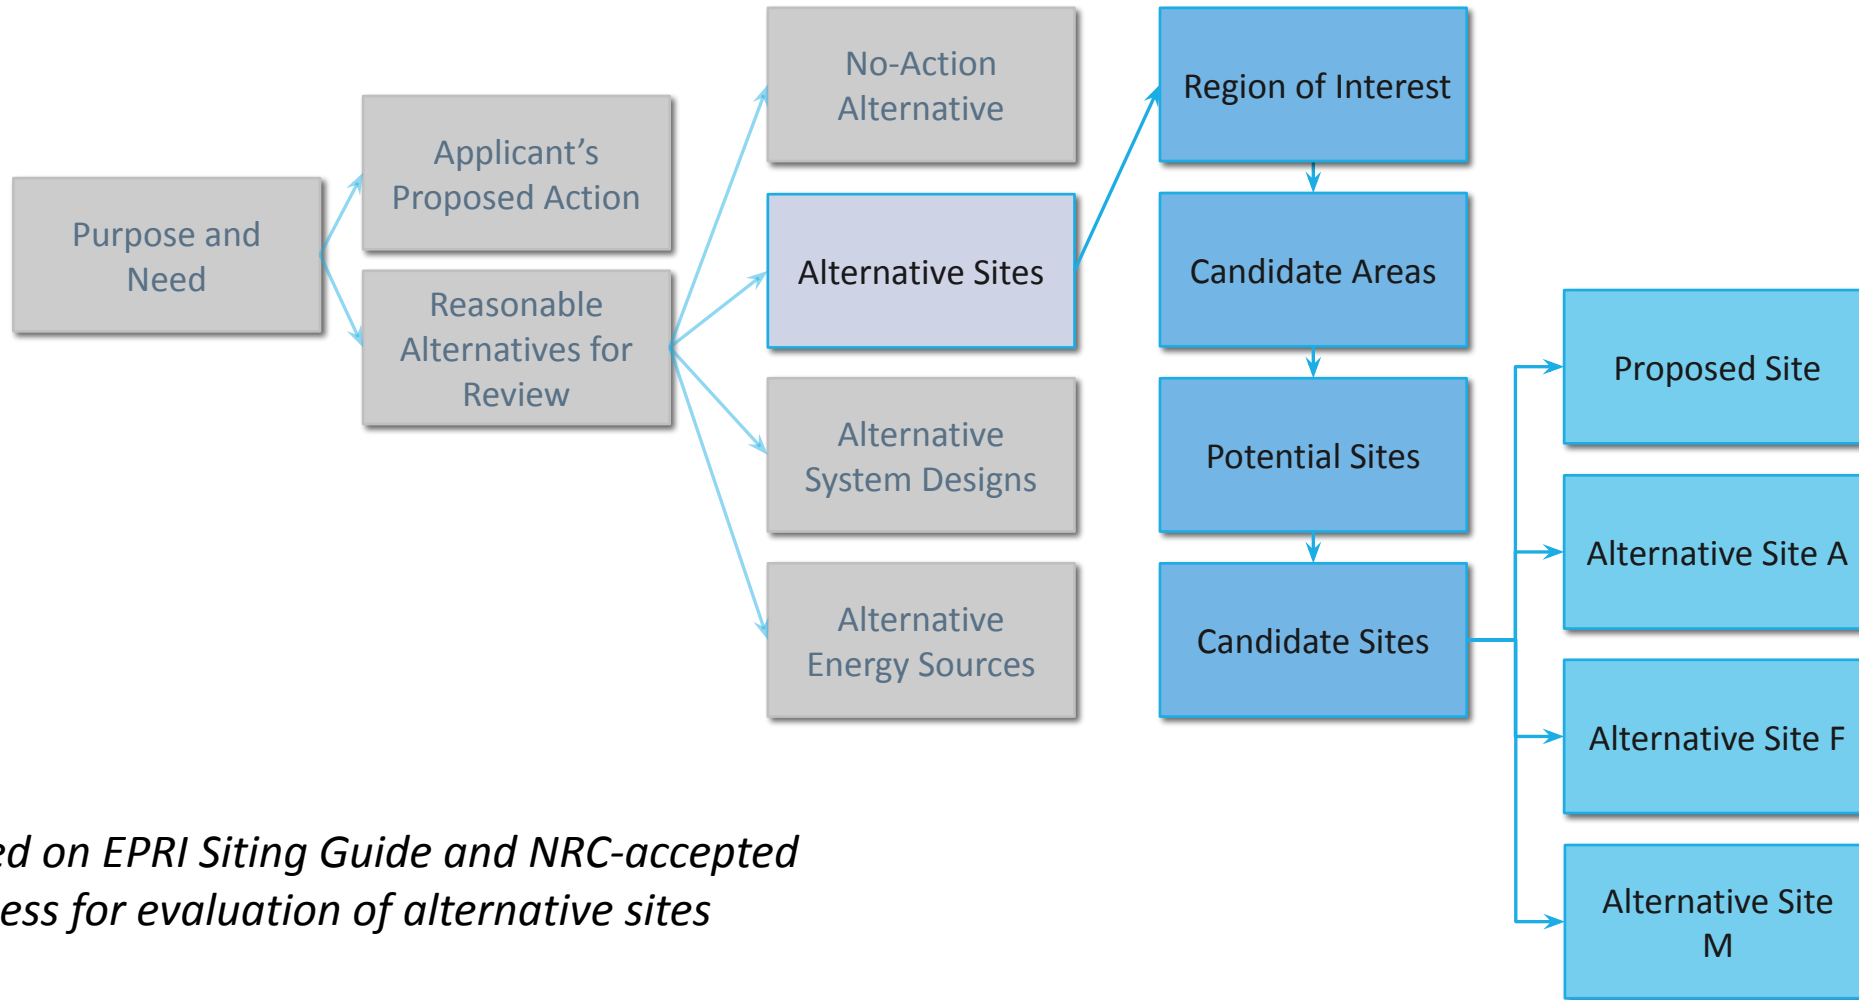 Purpose and
Need
Applicant’s
Proposed Action
Reasonable
Alternatives for
Review
No-Action
Alternative
Alternative Sites
Alternative
System Designs
Alternative
Energy Sources
Region of Interest
Candidate Areas
Potential Sites
Candidate Sites
Proposed Site
Alternative Site A
Alternative Site F
Alternative Site
M
on EPRI Siting Guide and NRC-accepted
for evaluation of alternative sites